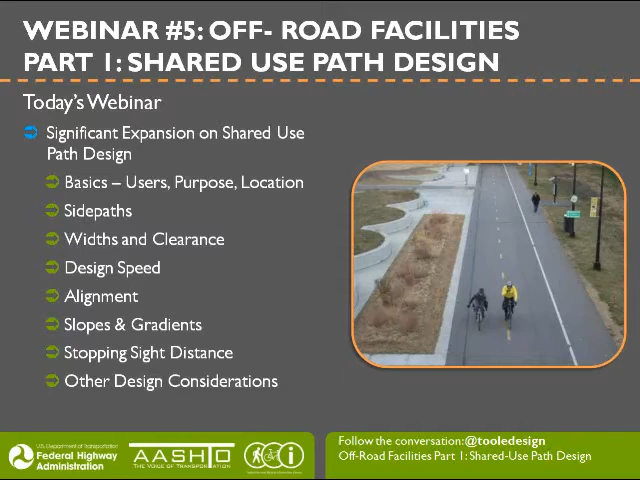 WEBINAR #5: OFF- ROAD FACILITIES
PART 1: SHARED USE PATH DESIGN
Today's Webinar
Significant Expansion on Shared Use
Path Design
Basics – Users, Purpose, Location
Sidepaths
Widths and Clearance
Design Speed
Alignment
Slopes & Gradients
Stopping Sight Distance
Other Design Considerations
U.S. Department of Transportation
Federal Highway
Administration
AASHTO
THE VOICE OF TRANSPORTATION
Follow the conversation: @tooledesign
Off-Road Facilities Part 1: Shared-Use Path Design